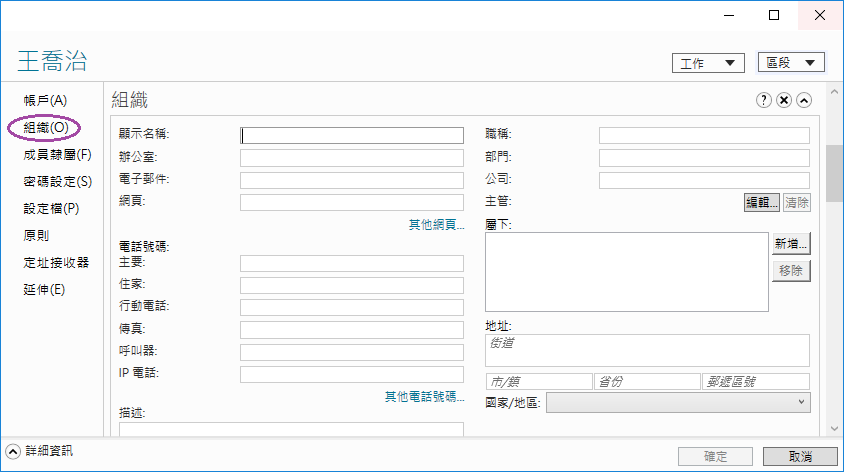 王喬治
工作
區段
帳戶(A)
組織(O)
成員隸屬(F)
密碼設定(S)
設定檔(P)
原則
定址接收器
延伸(E)
組織
顯示名稱:
辦公室:
電子郵件:
網頁:
其他網頁...
電話號碼:
主要:
住家:
行動電話:
傳真:
呼叫器:
IP 電話:
其他電話號碼...
描述:
職稱:
部門:
公司:
主管:
編輯...
清除
屬下:
新增...
移除
地址:
街道
市/鎮
省份
郵遞區號
國家/地區:
詳細資訊
確定
取消